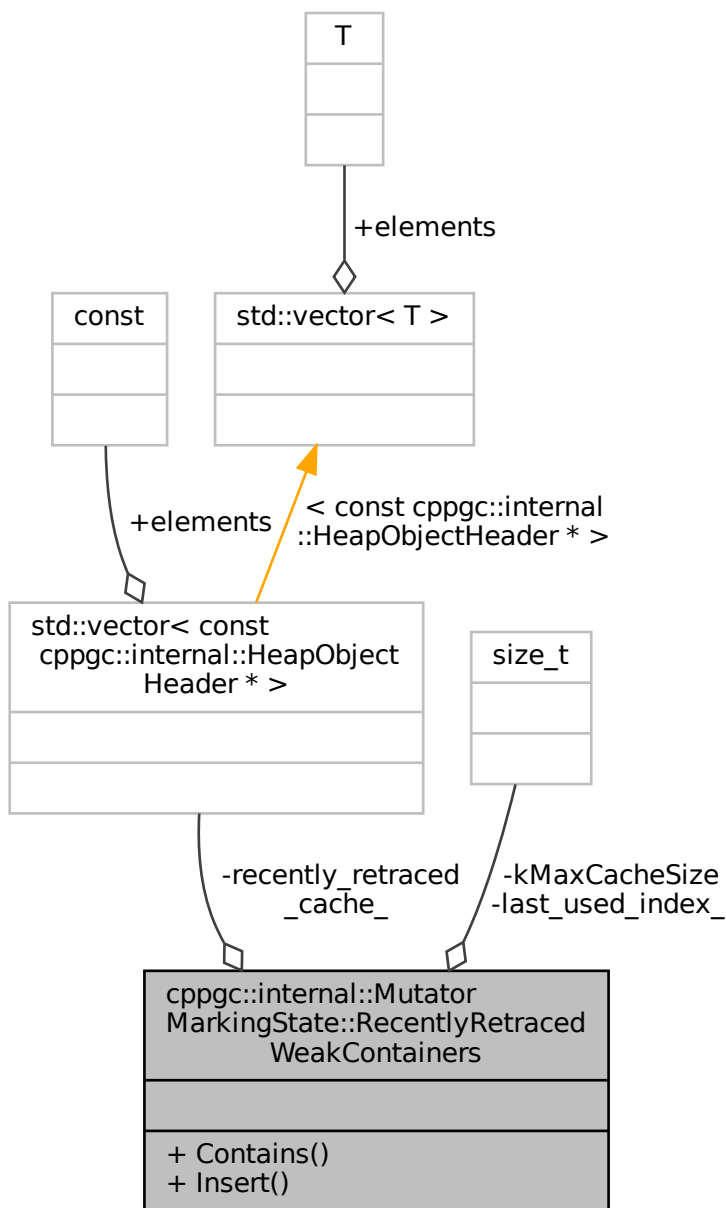 T
+elements
const
std::vector< T >
+elements
< const cppgc::internal
::HeapObjectHeader * >
std::vector< const
cppgc::internal::HeapObject
Header * >
size_t
-recently_retraced
_cache_
-kMaxCacheSize
-last_used_index_
cppgc::internal::Mutator
MarkingState::RecentlyRetraced
WeakContainers
+ Contains()
+ Insert()